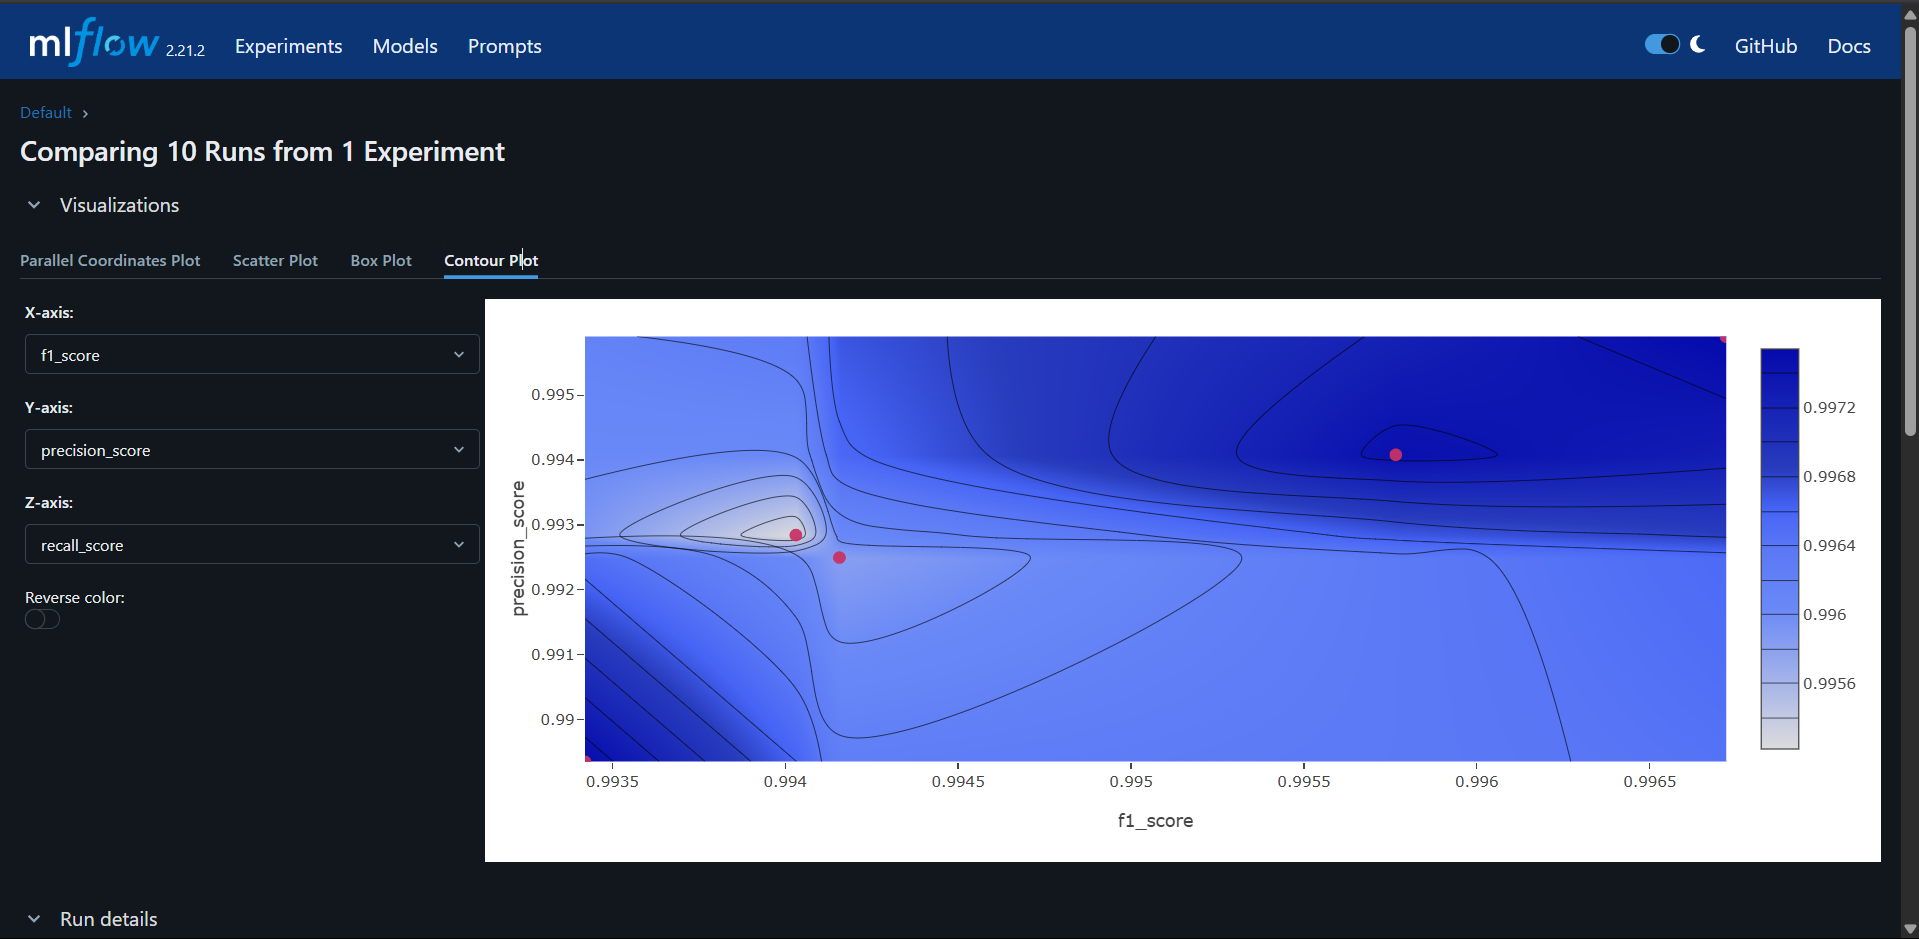 mlflow 2.21.2 Experiments Models Prompts GitHub Docs
Default ›
Comparing 10 Runs from 1 Experiment
Visualizations
Parallel Coordinates Plot Scatter Plot Box Plot Contour Plot
X-axis:
f1_score
Y-axis:
precision_score
Z-axis:
recall_score
Reverse color:
precision_score
0.995
0.994
0.993
0.992
0.991
0.99
0.9935 0.994 0.9945 0.995 0.9955 0.996 0.9965
f1_score
0.9972
0.9968
0.9964
0.996
0.9956
Run details